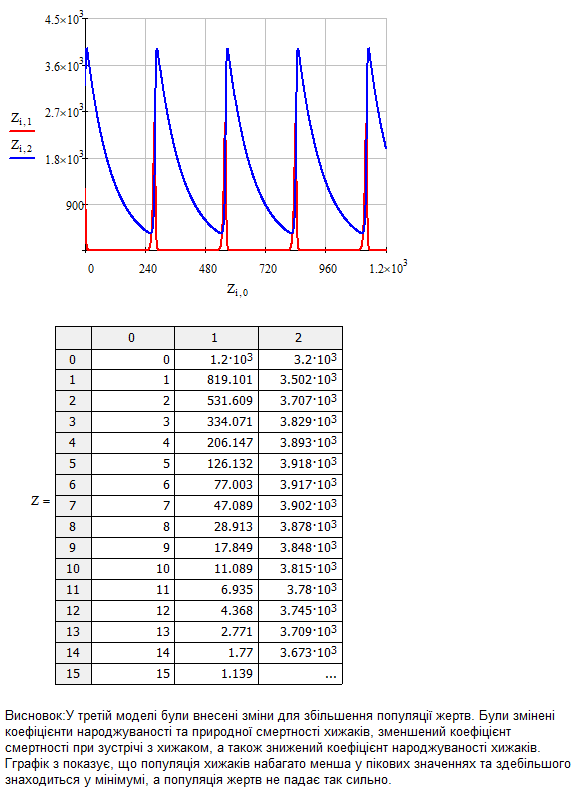 4.5×10³
3.6×10³
2.7×10³
1.8×10³
900
Z i,1
Z i,2
0 240 480 720 960 1.2×10³
Z i,0
0 1 2
0 0 1.2·10³ 3.2·10³
1 1 819.101 3.502·10³
2 2 531.609 3.707·10³
3 3 334.071 3.829·10³
4 4 206.147 3.893·10³
5 5 126.132 3.918·10³
6 6 77.003 3.917·10³
Z = 7 7 47.089 3.902·10³
8 8 28.913 3.878·10³
9 9 17.849 3.848·10³
10 10 11.089 3.815·10³
11 11 6.935 3.78·10³
12 12 4.368 3.745·10³
13 13 2.771 3.709·10³
14 14 1.77 3.673·10³
15 15 1.139 ...
Висновок:У третій моделі були внесені зміни для збільшення популяції жертв. Були змінені
коефіцієнти народжуваності та природної смертності хижаків, зменшений коефіцієнт
смертності при зустрічі з хижаком, а також знижений коефіцієнт народжуваності хижаків.
Гграфік з показує, що популяція хижаків набагато менша у пікових значеннях та здебільшого
знаходиться у мінімумі, а популяція жертв не падає так сильно.